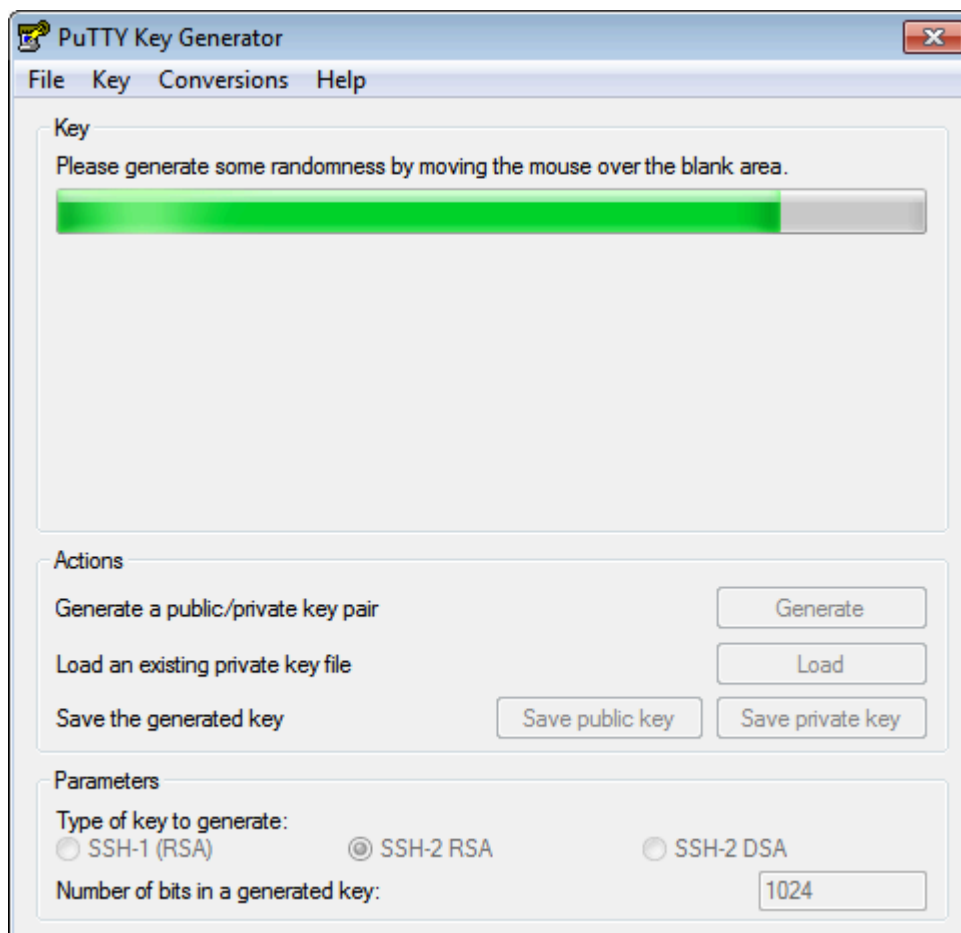 PuTTY Key Generator
File Key Conversions Help
Key
Please generate some randomness by moving the mouse over the blank area.
Actions
Generate a public/private key pair Generate
Load an existing private key file Load
Save the generated key Save public key Save private key
Parameters
Type of key to generate:
SSH-1 (RSA) SSH-2 RSA SSH-2 DSA
Number of bits in a generated key: 1024